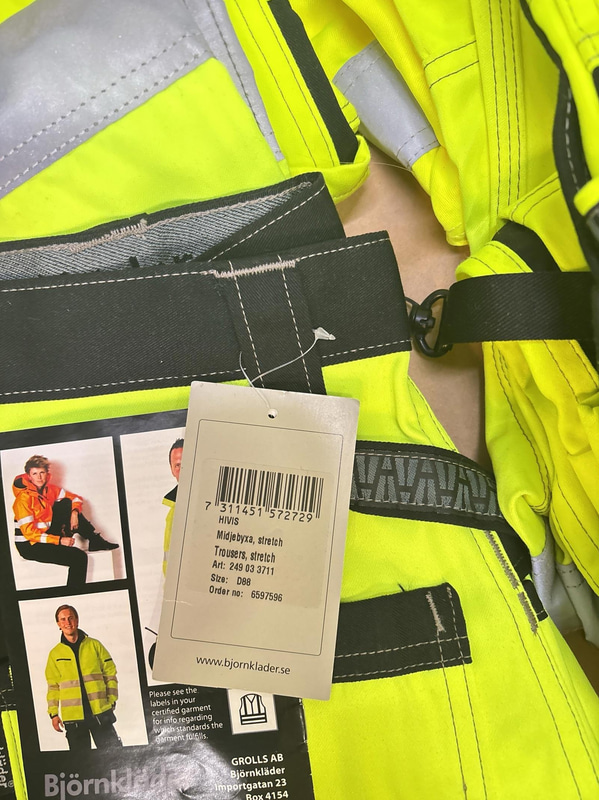 7 311451 572729
HIVIS
Midjebyxa, stretch
Trousers, stretch
Art: 249 03 3711
Size: D88
Order no: 6597596
www.bjornklader.se
Please see the
labels in your
certified garment
for info regarding
which standards the
garment fulfills.
GROLLS AB
Björnkläder
Importgatan 23
Box 4154
Björnkläder